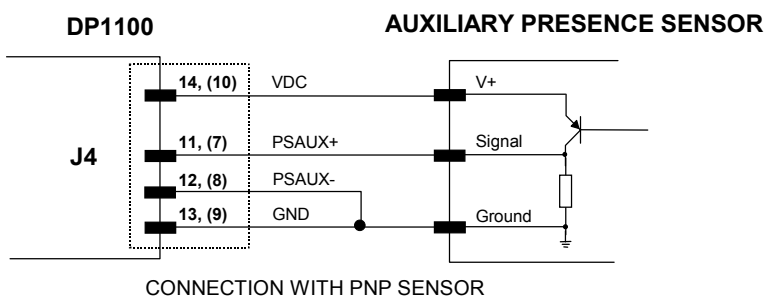 DP1100
AUXILIARY PRESENCE SENSOR
14, (10) VDC V+
11, (7) PSAUX+ Signal
J4
12, (8) PSAUX-
13, (9) GND Ground
CONNECTION WITH PNP SENSOR